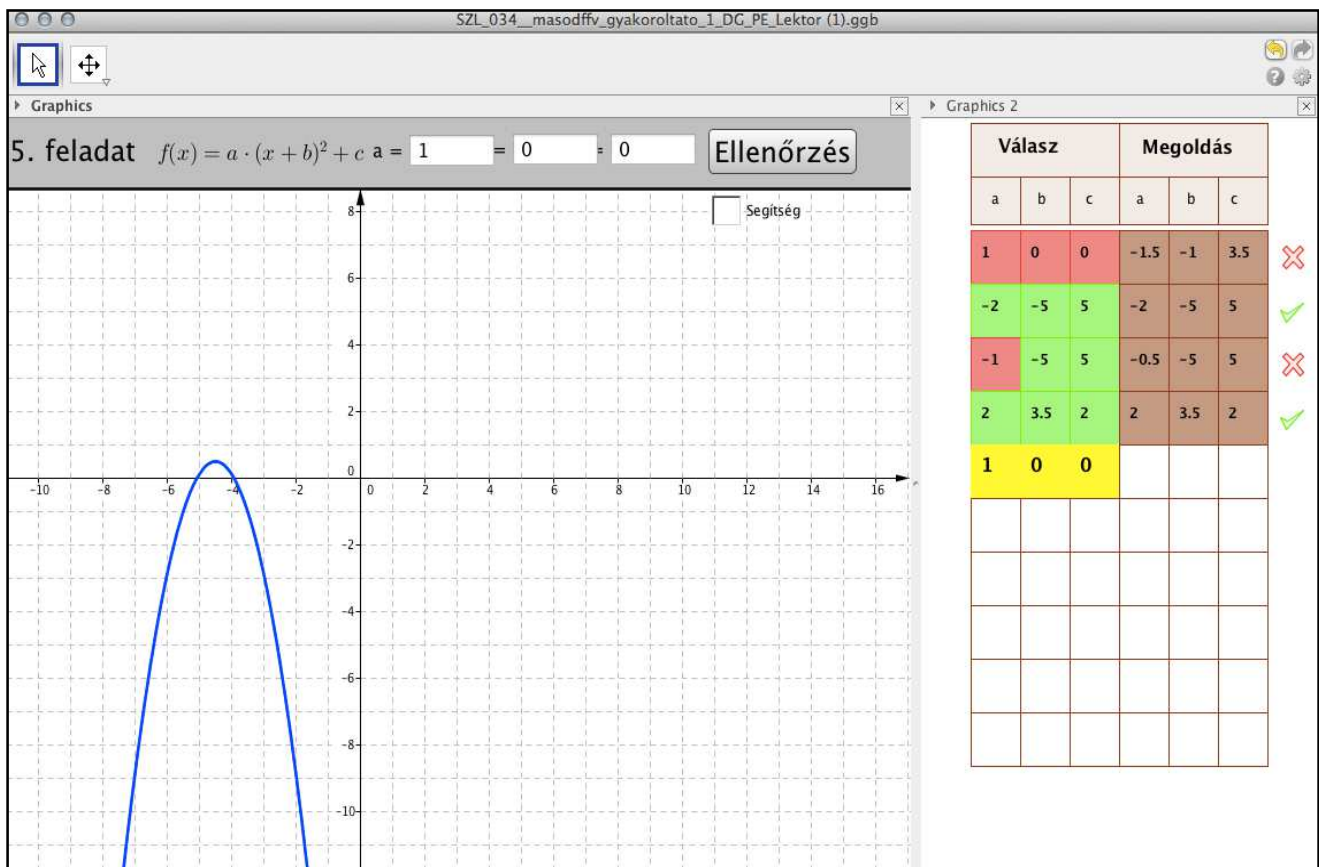 SZL_034__masodffv_gyakoroltato_1_DG_PE_Lektor (1).ggb
Graphics
Graphics 2
5. feladat f(x) = a · (x + b)² + c a = 1 = 0 = 0 Ellenőrzés
Segítség
8
6
4
2
0
-10 -8 -6 -4 -2 0 2 4 6 8 10 12 14 16
-2
-4
-6
-8
-10
Válasz Megoldás
a b c a b c
1 0 0 -1.5 -1 3.5
-2 -5 5 -2 -5 5
-1 -5 5 -0.5 -5 5
2 3.5 2 2 3.5 2
1 0 0